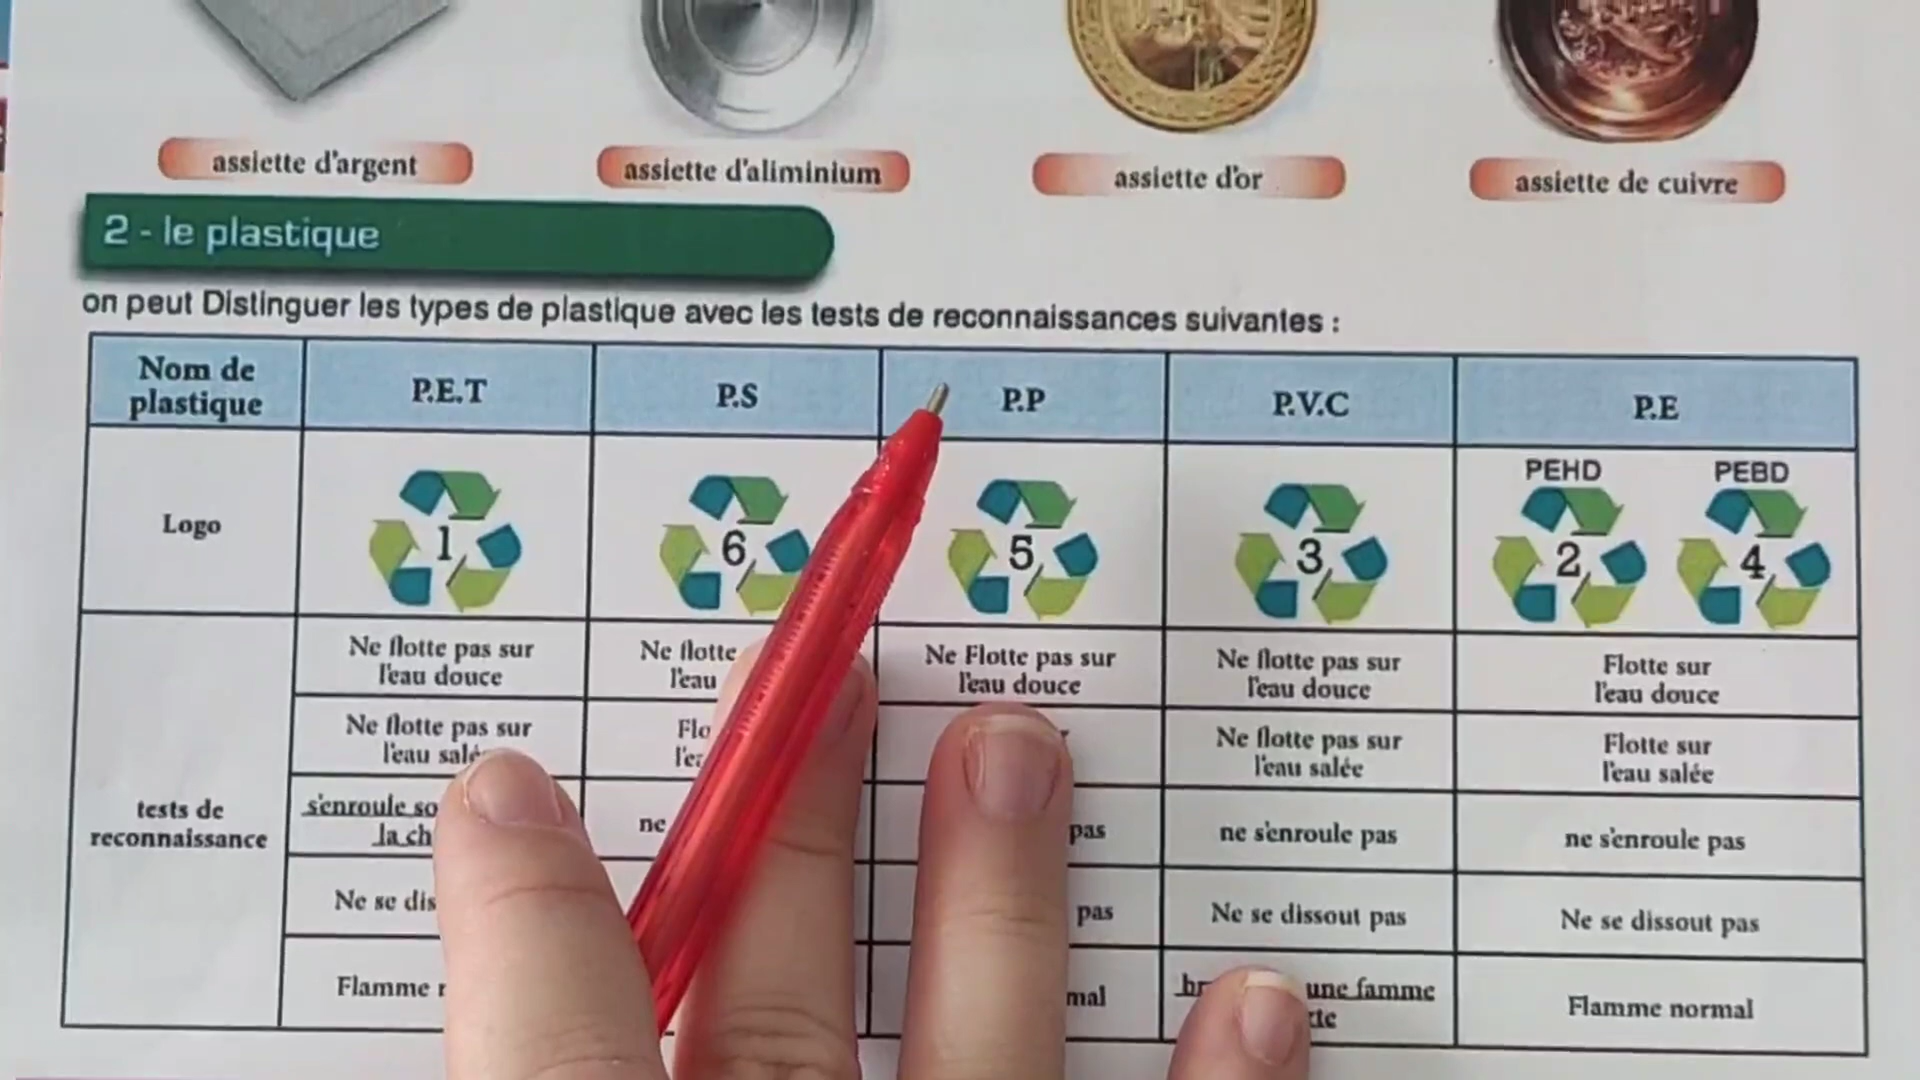 assiette d'argent
assiette d'aliminium
assiette d'or
assiette de cuivre
2 - le plastique
on peut Distinguer les types de plastique avec les tests de reconnaissances suivantes :
Nom de
plastique
P.E.T
P.S
P.P
P.V.C
P.E
Logo
1
6
5
3
PEHD
2
PEBD
4
tests de
reconnaissance
Ne flotte pas sur
l'eau douce
Ne flotte
l'eau
Ne Flotte pas sur
l'eau douce
Ne flotte pas sur
l'eau douce
Flotte sur
l'eau douce
Ne flotte pas sur
l'eau salée
Ne flotte pas sur
l'eau salée
Flotte sur
l'eau salée
s'enroule
la
ne
pas
ne s'enroule pas
ne s'enroule pas
Ne se
pas
Ne se dissout pas
Ne se dissout pas
Flamme
une famme
Flamme normal